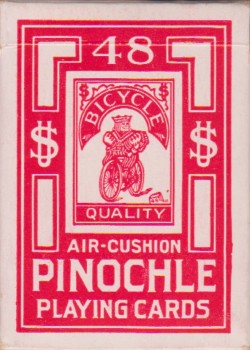 48
BICYCLE
QUALITY
AIR-CUSHION
PINOCHLE
PLAYING CARDS